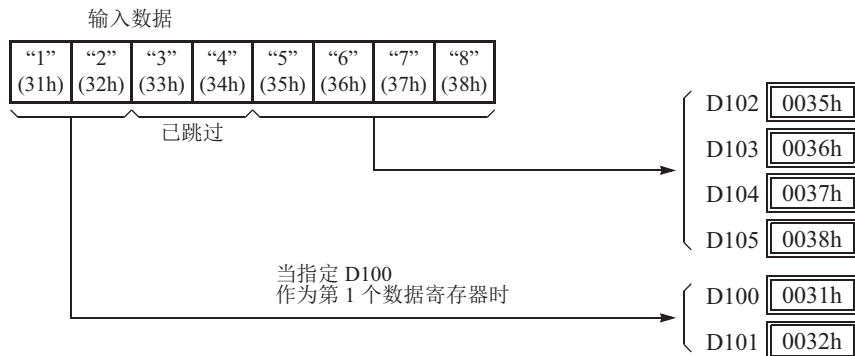 输入数据
“1” “2” “3” “4” “5” “6” “7” “8”
(31h) (32h) (33h) (34h) (35h) (36h) (37h) (38h)
已跳过
D102 0035h
D103 0036h
D104 0037h
D105 0038h
当指定 D100
作为第 1 个数据寄存器时
D100 0031h
D101 0032h